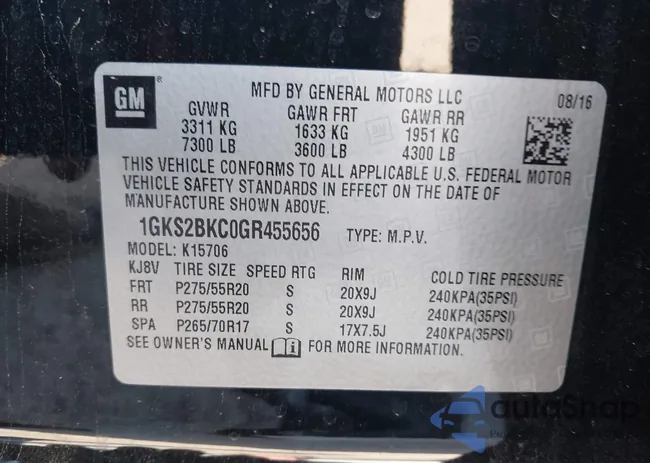 GM
MFD BY GENERAL MOTORS LLC
08/16
GVWR GAWR FRT GAWR RR
3311 KG 1633 KG 1951 KG
7300 LB 3600 LB 4300 LB
THIS VEHICLE CONFORMS TO ALL APPLICABLE U.S. FEDERAL MOTOR
VEHICLE SAFETY STANDARDS IN EFFECT ON THE DATE OF
MANUFACTURE SHOWN ABOVE.
1GKS2BKC0GR455656 TYPE: M.P.V.
MODEL: K15706
KJ8V TIRE SIZE SPEED RTG RIM COLD TIRE PRESSURE
FRT P275/55R20 S 20X9J 240KPA(35PSI)
RR P275/55R20 S 20X9J 240KPA(35PSI)
SPA P265/70R17 S 17X7.5J 240KPA(35PSI)
SEE OWNER'S MANUAL FOR MORE INFORMATION.
autoSnap